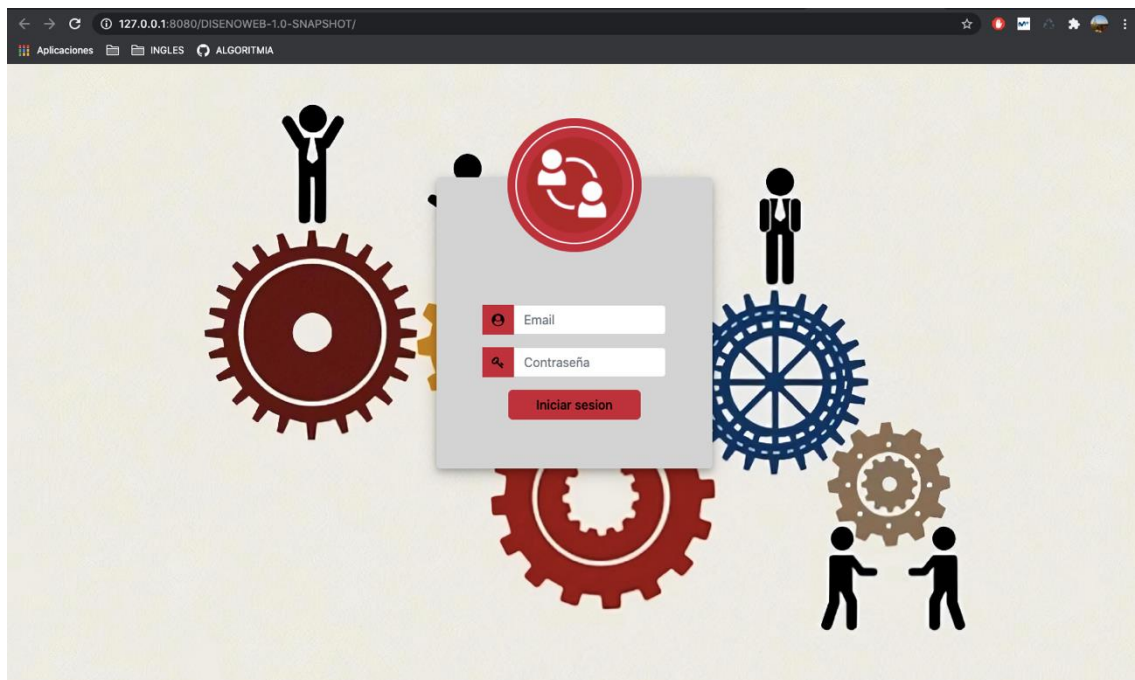 127.0.0.1:8080/DISENOWEB-1.0-SNAPSHOT/
Aplicaciones INGLES ALGORITMIA
Email
Contraseña
Iniciar sesion